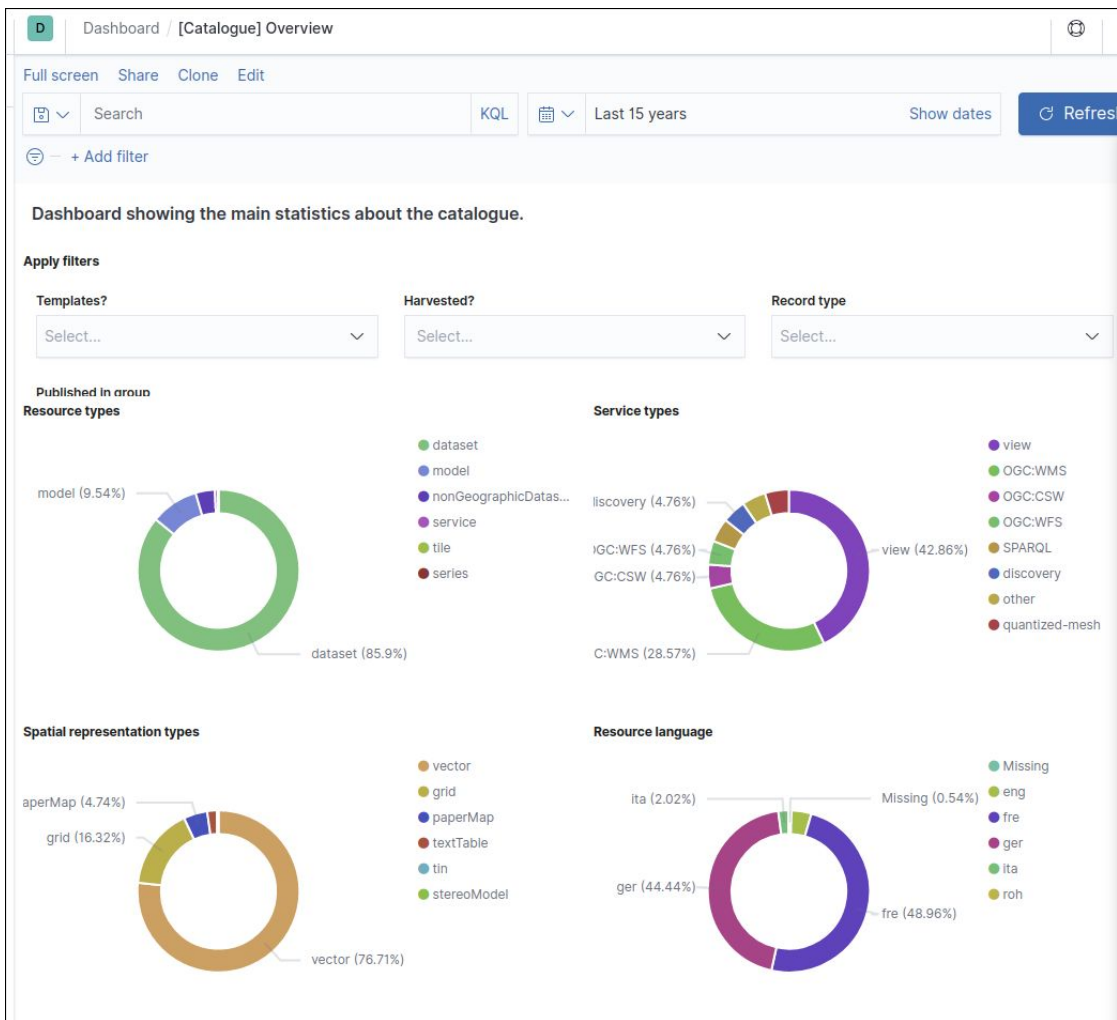 D Dashboard / [Catalogue] Overview
Full screen Share Clone Edit
Search KQL Last 15 years Show dates Refresh
+ Add filter
Dashboard showing the main statistics about the catalogue.
Apply filters
Templates? Harvested? Record type
Select... Select... Select...
Published in group
Resource types
dataset
model
nonGeographicDatas...
service
tile
series
model (9.54%)
dataset (85.9%)
Service types
view
OGC:WMS
OGC:CSW
OGC:WFS
SPARQL
discovery
other
quantized-mesh
liscovery (4.76%)
OGC:WFS (4.76%)
GC:CSW (4.76%)
C:WMS (28.57%)
view (42.86%)
Spatial representation types
vector
grid
paperMap
textTable
tin
stereoModel
aperMap (4.74%)
grid (16.32%)
vector (76.71%)
Resource language
Missing
eng
fre
ger
ita
roh
ita (2.02%)
Missing (0.54%)
ger (44.44%)
fre (48.96%)